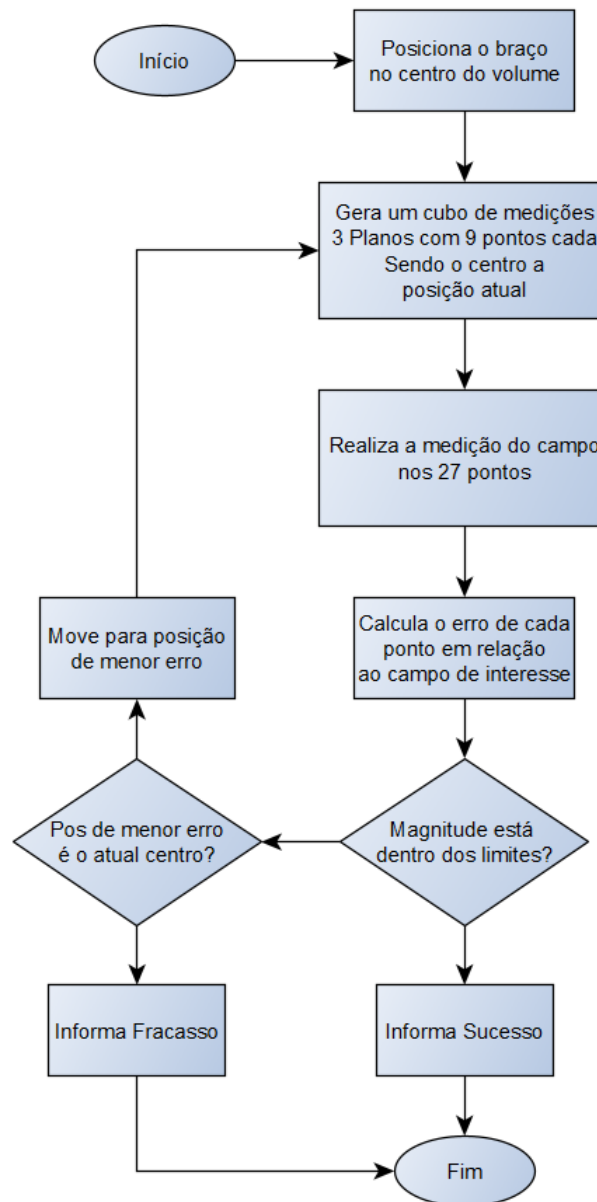 Início
Posiciona o braço
no centro do volume
Gera um cubo de medições
3 Planos com 9 pontos cada
Sendo o centro a
posição atual
Realiza a medição do campo
nos 27 pontos
Calcula o erro de cada
ponto em relação
ao campo de interesse
Magnitude está
dentro dos limites?
Pos de menor erro
é o atual centro?
Move para posição
de menor erro
Informa Fracasso
Informa Sucesso
Fim